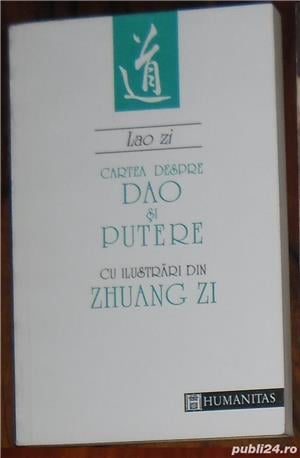 道
Lao zi
CARTEA DESPRE
DAO
ŞI
PUTERE
CU ILUSTRĂRI DIN
ZHUANG ZI
HUMANITAS
publi24.ro